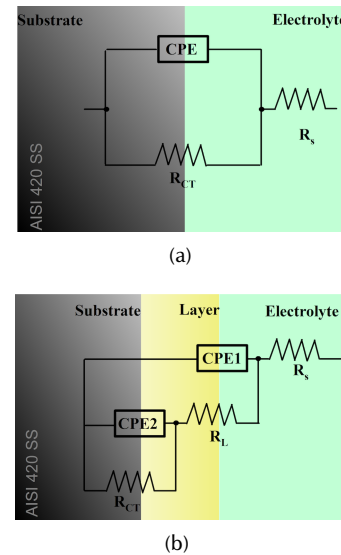 Substrate Electrolyte
CPE
R_s
R_CT
AISI 420 SS
(a)
Substrate Layer Electrolyte
CPE1
R_s
CPE2
R_L
R_CT
AISI 420 SS
(b)